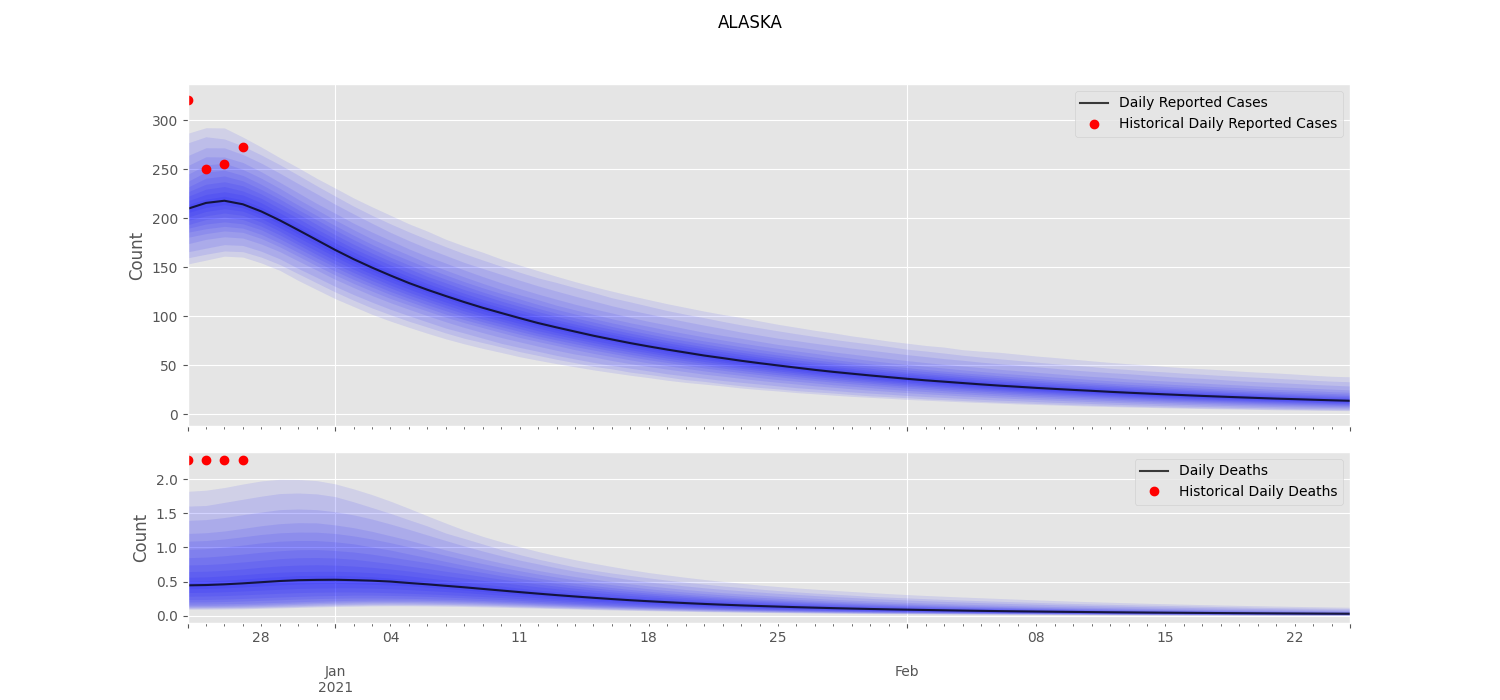 ALASKA
Daily Reported Cases
Historical Daily Reported Cases
Count
300
250
200
150
100
50
0
Daily Deaths
Historical Daily Deaths
Count
2.0
1.5
1.0
0.5
0.0
28 04 11 18 25 08 15 22
Jan Feb
2021